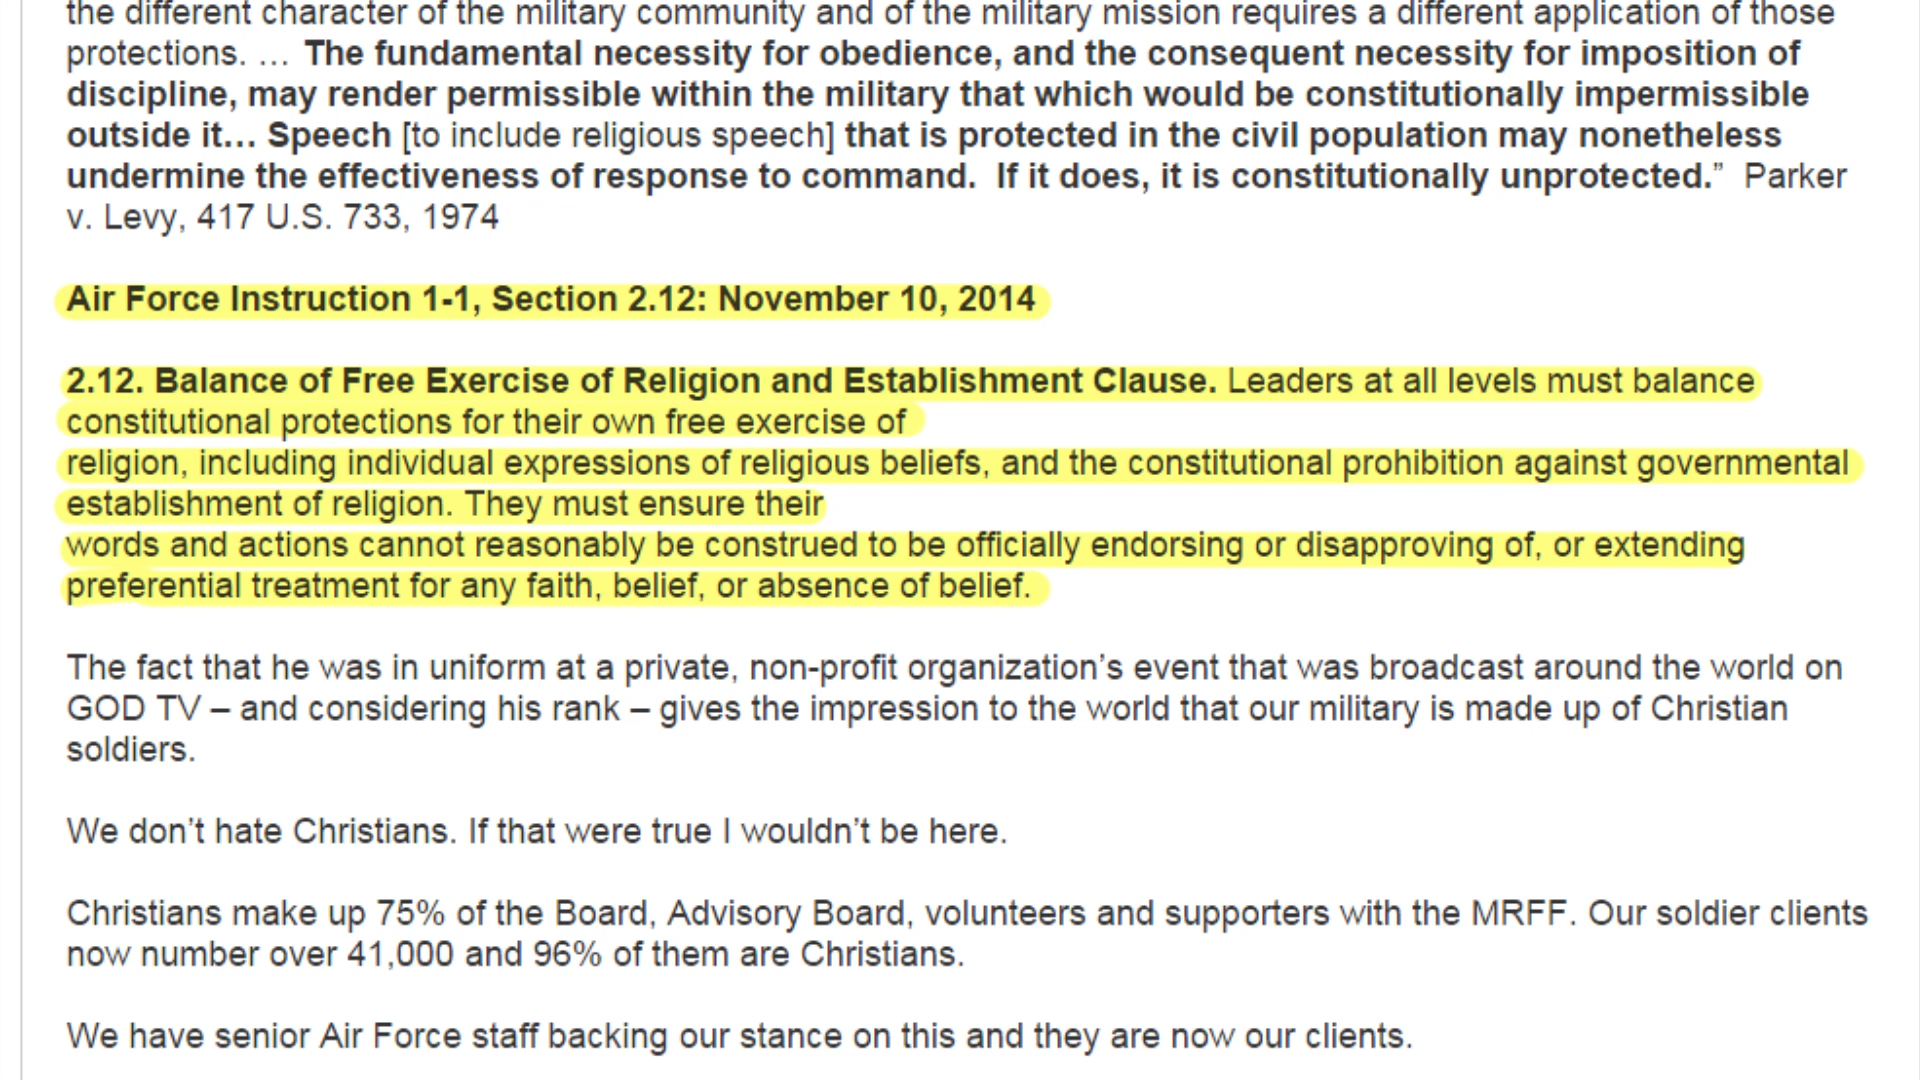 the different character of the military community and of the military mission requires a different application of those
protections. … The fundamental necessity for obedience, and the consequent necessity for imposition of
discipline, may render permissible within the military that which would be constitutionally impermissible
outside it… Speech [to include religious speech] that is protected in the civil population may nonetheless
undermine the effectiveness of response to command.  If it does, it is constitutionally unprotected.”  Parker
v. Levy, 417 U.S. 733, 1974
Air Force Instruction 1-1, Section 2.12: November 10, 2014
2.12. Balance of Free Exercise of Religion and Establishment Clause. Leaders at all levels must balance
constitutional protections for their own free exercise of
religion, including individual expressions of religious beliefs, and the constitutional prohibition against governmental
establishment of religion. They must ensure their
words and actions cannot reasonably be construed to be officially endorsing or disapproving of, or extending
preferential treatment for any faith, belief, or absence of belief.
The fact that he was in uniform at a private, non-profit organization’s event that was broadcast around the world on
GOD TV – and considering his rank – gives the impression to the world that our military is made up of Christian
soldiers.
We don’t hate Christians. If that were true I wouldn’t be here.
Christians make up 75% of the Board, Advisory Board, volunteers and supporters with the MRFF. Our soldier clients
now number over 41,000 and 96% of them are Christians.
We have senior Air Force staff backing our stance on this and they are now our clients.